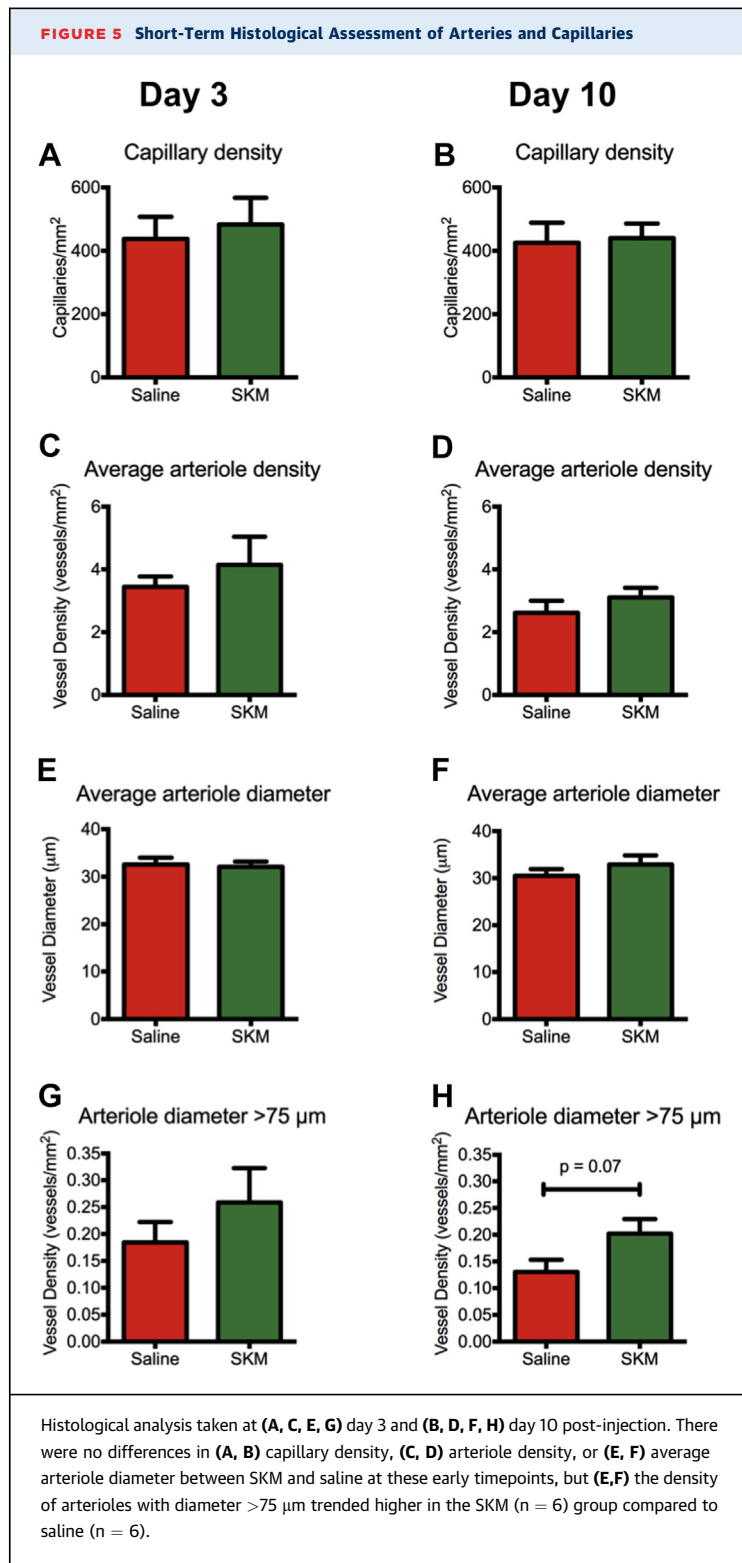 FIGURE 5 Short-Term Histological Assessment of Arteries and Capillaries
Day 3
Day 10
A
Capillary density
Capillaries/mm²
600
400
200
0
Saline
SKM
B
Capillary density
Capillaries/mm²
600
400
200
0
Saline
SKM
C
Average arteriole density
Vessel Density (vessels/mm²)
6
4
2
0
Saline
SKM
D
Average arteriole density
Vessel Density (vessels/mm²)
6
4
2
0
Saline
SKM
E
Average arteriole diameter
Vessel Diameter (μm)
40
30
20
10
0
Saline
SKM
F
Average arteriole diameter
Vessel Diameter (μm)
40
30
20
10
0
Saline
SKM
G
Arteriole diameter >75 μm
Vessel Density (vessels/mm²)
0.35
0.30
0.25
0.20
0.15
0.10
0.05
0.00
Saline
SKM
H
Arteriole diameter >75 μm
Vessel Density (vessels/mm²)
0.35
0.30
0.25
0.20
0.15
0.10
0.05
0.00
p = 0.07
Saline
SKM
Histological analysis taken at (A, C, E, G) day 3 and (B, D, F, H) day 10 post-injection. There
were no differences in (A, B) capillary density, (C, D) arteriole density, or (E, F) average
arteriole diameter between SKM and saline at these early timepoints, but (E,F) the density
of arterioles with diameter >75 μm trended higher in the SKM (n = 6) group compared to
saline (n = 6).